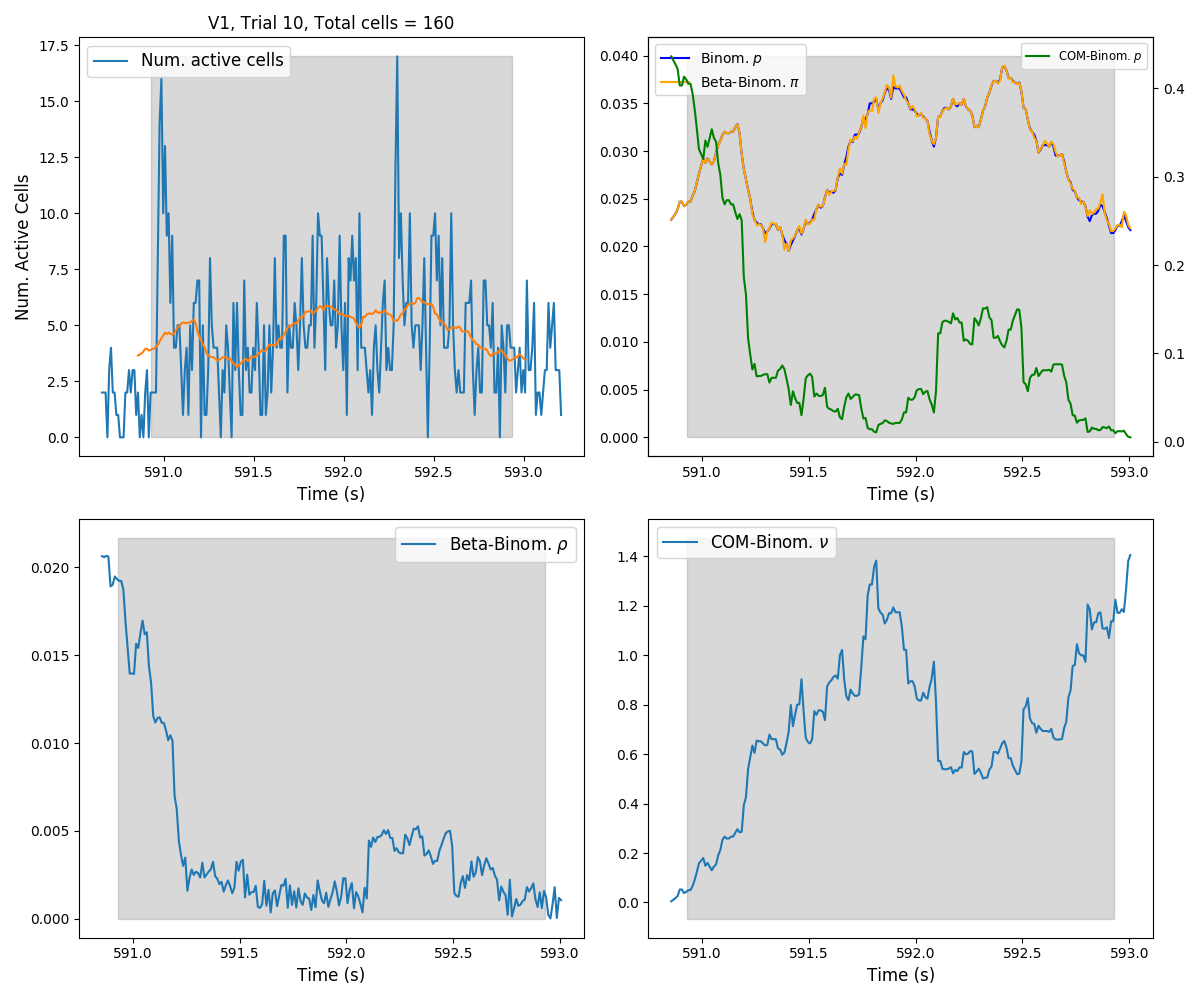 V1, Trial 10, Total cells = 160
Num. active cells
17.5
15.0
12.5
10.0
7.5
5.0
2.5
0.0
Num. Active Cells
591.0 591.5 592.0 592.5 593.0
Time (s)
Binom. p
Beta-Binom. π
COM-Binom. p
0.040
0.035
0.030
0.025
0.020
0.015
0.010
0.005
0.000
0.4
0.3
0.2
0.1
0.0
591.0 591.5 592.0 592.5 593.0
Time (s)
Beta-Binom. ρ
0.020
0.015
0.010
0.005
0.000
591.0 591.5 592.0 592.5 593.0
Time (s)
COM-Binom. ν
1.4
1.2
1.0
0.8
0.6
0.4
0.2
0.0
591.0 591.5 592.0 592.5 593.0
Time (s)